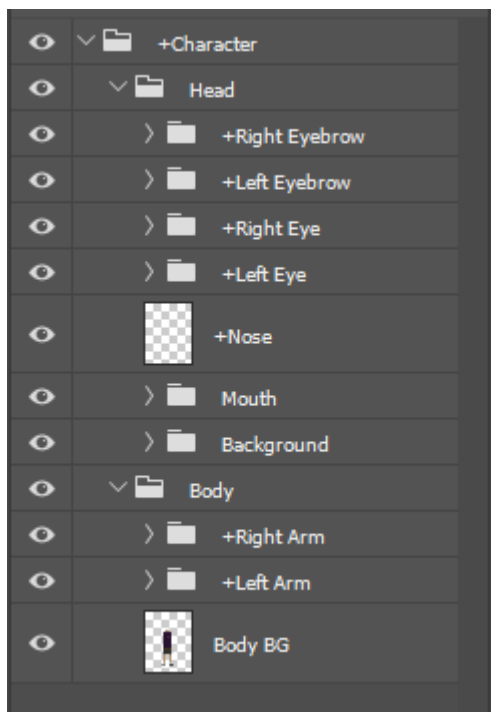 +Character
Head
+Right Eyebrow
+Left Eyebrow
+Right Eye
+Left Eye
+Nose
Mouth
Background
Body
+Right Arm
+Left Arm
Body BG